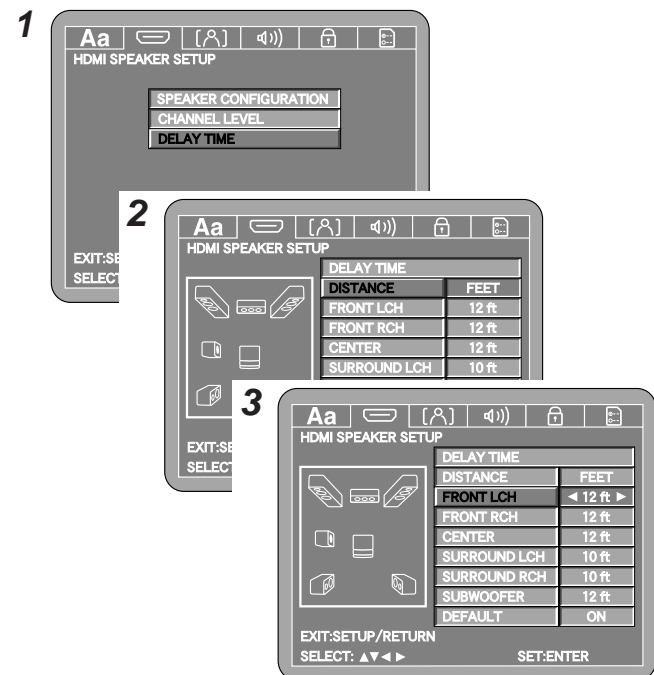 1
Aa
HDMI SPEAKER SETUP
SPEAKER CONFIGURATION
CHANNEL LEVEL
DELAY TIME
EXIT:SE
SELECT
2
Aa
HDMI SPEAKER SETUP
DELAY TIME
DISTANCE FEET
FRONT LCH 12 ft
FRONT RCH 12 ft
CENTER 12 ft
SURROUND LCH 10 ft
EXIT:SE
SELECT
3
Aa
HDMI SPEAKER SETUP
DELAY TIME
DISTANCE FEET
FRONT LCH ◄ 12 ft ►
FRONT RCH 12 ft
CENTER 12 ft
SURROUND LCH 10 ft
SURROUND RCH 10 ft
SUBWOOFER 12 ft
DEFAULT ON
EXIT:SETUP/RETURN
SELECT: ▲▼◄ ► SET:ENTER